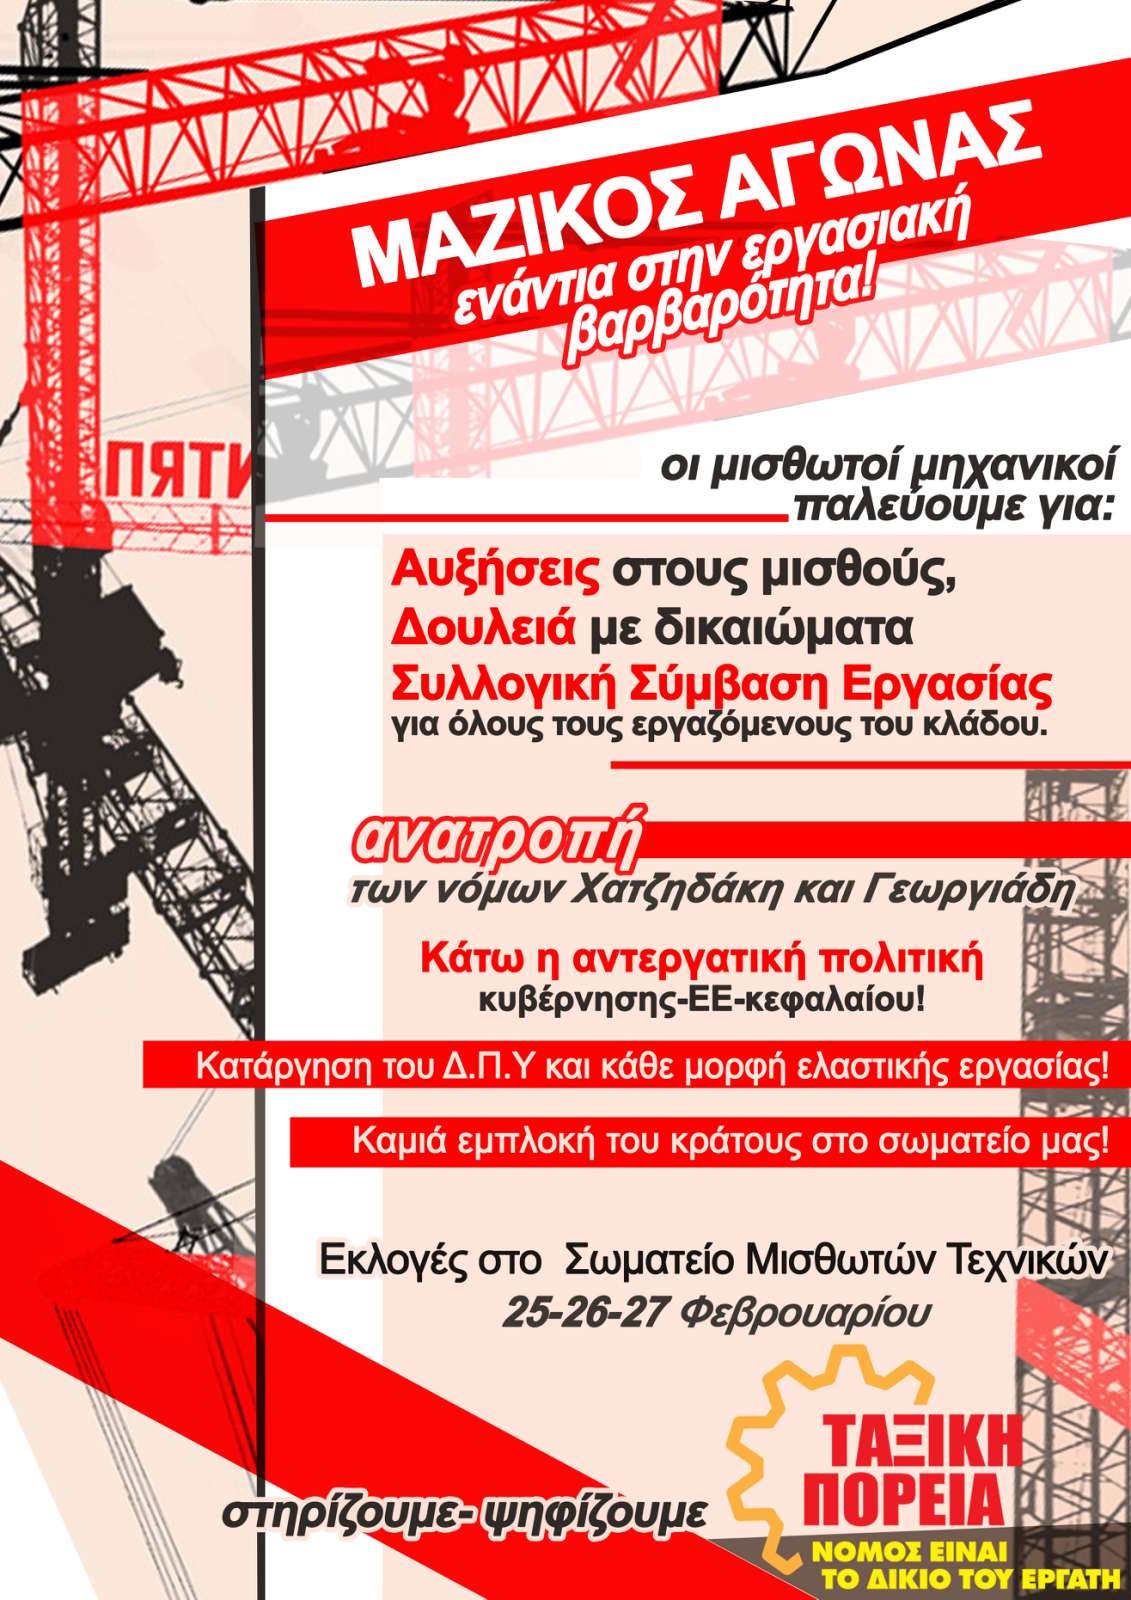 ΜΑΖΙΚΟΣ ΑΓΩΝΑΣ
ενάντια στην εργασιακή
βαρβαρότητα!
ΠЯТИ
οι μισθωτοί μηχανικοί
παλεύουμε για:
Αυξήσεις στους μισθούς,
Δουλειά με δικαιώματα
Συλλογική Σύμβαση Εργασίας
για όλους τους εργαζόμενους του κλάδου.
ανατροπή
των νόμων Χατζηδάκη και Γεωργιάδη
Κάτω η αντεργατική πολιτική
κυβέρνησης-ΕΕ-κεφαλαίου!
Κατάργηση του Δ.Π.Υ και κάθε μορφή ελαστικής εργασίας!
Καμιά εμπλοκή του κράτους στο σωματείο μας!
Εκλογές στο Σωματείο Μισθωτών Τεχνικών
25-26-27 Φεβρουαρίου
ΤΑΞΙΚΗ
ΠΟΡΕΙΑ
στηρίζουμε- ψηφίζουμε
ΝΟΜΟΣ ΕΙΝΑΙ
ΤΟ ΔΙΚΙΟ ΤΟΥ ΕΡΓΑΤΗ